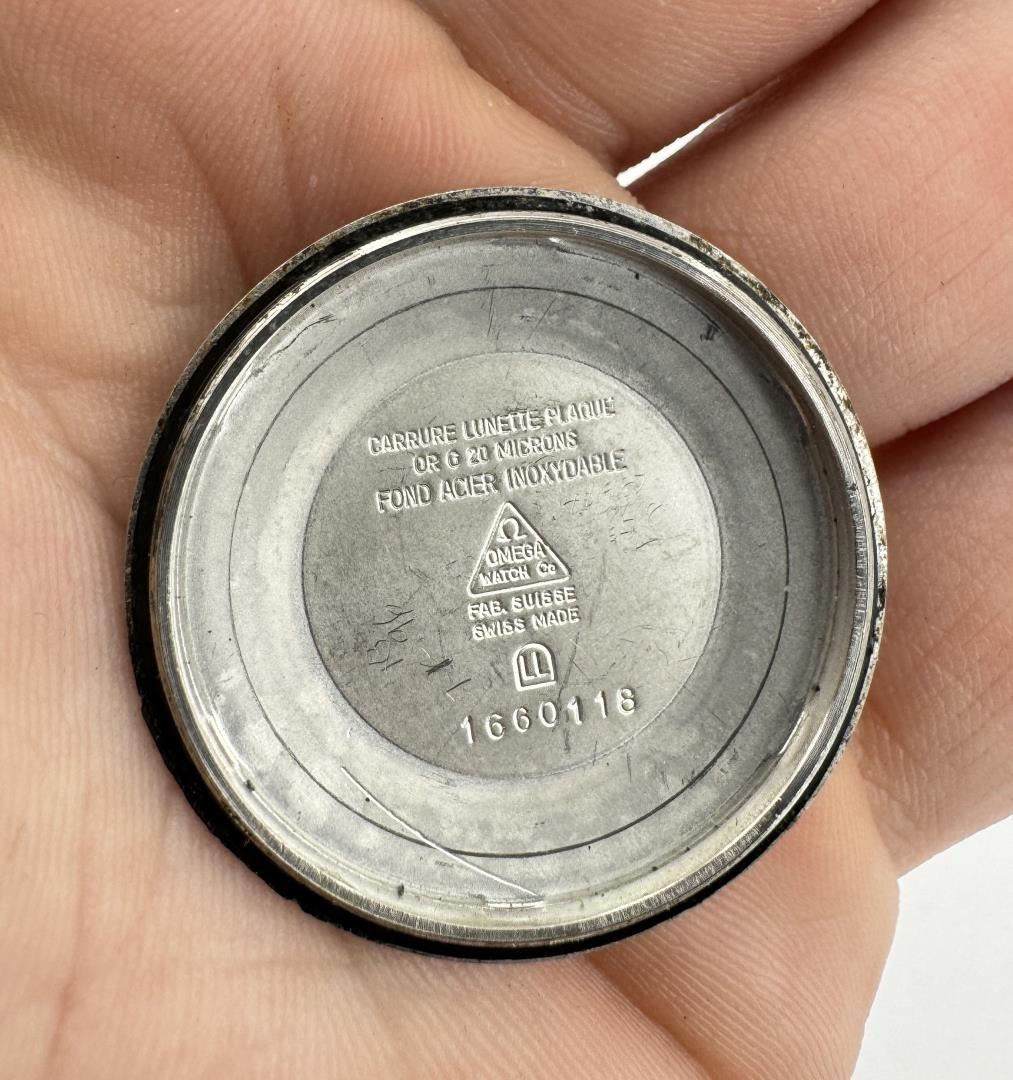 CARRURE LUNETTE PLAQUE
OR G 20 MICRONS
FOND ACIER INOXYDABLE
Ω
OMEGA
WATCH Co
FAB. SUISSE
SWISS MADE
1660118